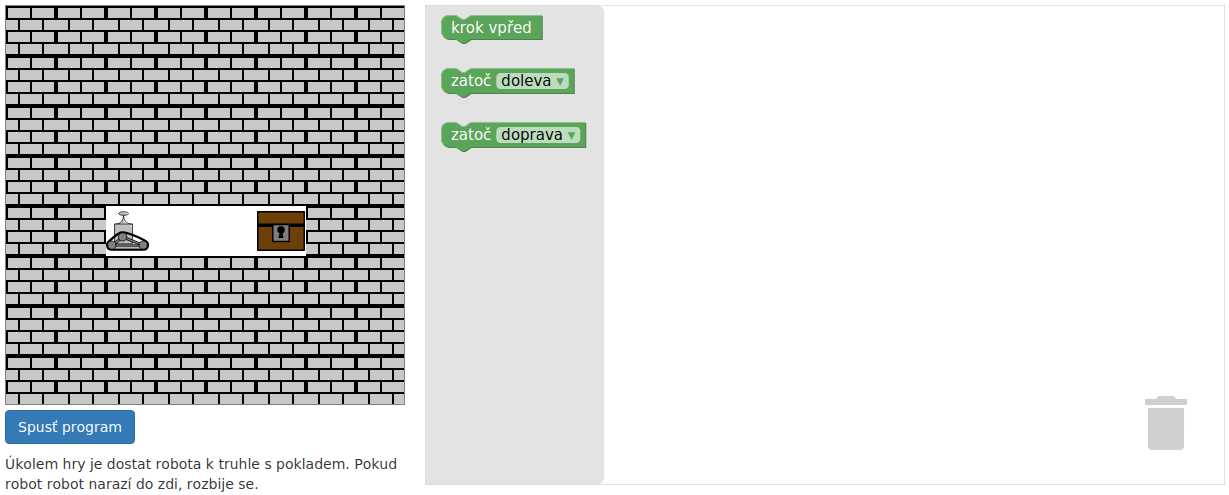 krok vpřed
zatoč doleva ▾
zatoč doprava ▾
Spusť program
Úkolem hry je dostat robota k truhle s pokladem. Pokud
robot robot narazí do zdi, rozbije se.